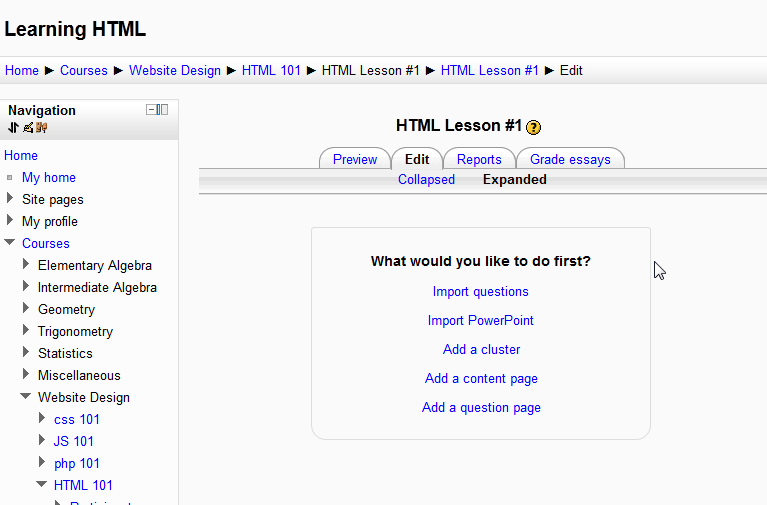 Learning HTML
Home ► Courses ► Website Design ► HTML 101 ► HTML Lesson #1 ► HTML Lesson #1 ► Edit
Navigation
Home
My home
Site pages
My profile
Courses
Elementary Algebra
Intermediate Algebra
Geometry
Trigonometry
Statistics
Miscellaneous
Website Design
css 101
JS 101
php 101
HTML 101
HTML Lesson #1 ?
Preview Edit Reports Grade essays
Collapsed Expanded
What would you like to do first?
Import questions
Import PowerPoint
Add a cluster
Add a content page
Add a question page